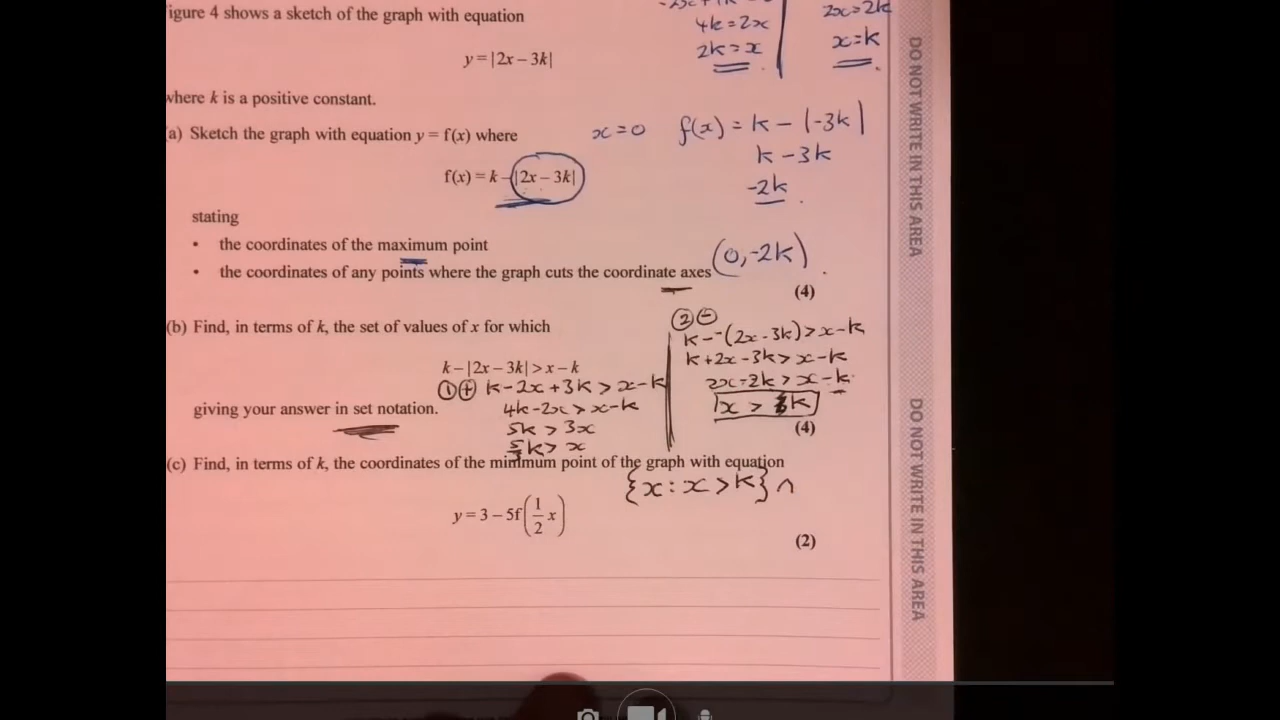 igure 4 shows a sketch of the graph with equation
4k = 2x
2k = x
2x = 2k
x = k
y = |2x – 3k|
where k is a positive constant.
(a) Sketch the graph with equation y = f(x) where
x = 0 f(x) = k – |-3k|
k – 3k
-2k
f(x) = k – |2x – 3k|
stating
• the coordinates of the maximum point
• the coordinates of any points where the graph cuts the coordinate axes
(0, -2k)
(4)
(b) Find, in terms of k, the set of values of x for which
k – |2x – 3k| > x – k
① + k – 2x + 3k > x – k
4k – 2x > x – k
5k > 3x
5/3 k > x
② – k – -(2x – 3k) > x – k
k + 2x – 3k > x – k
2x – 2k > x – k
x > k
giving your answer in set notation.
(4)
(c) Find, in terms of k, the coordinates of the minimum point of the graph with equation
{x : x > k} ∩
y = 3 – 5f(1/2 x)
(2)
DO NOT WRITE IN THIS AREA
DO NOT WRITE IN THIS AREA